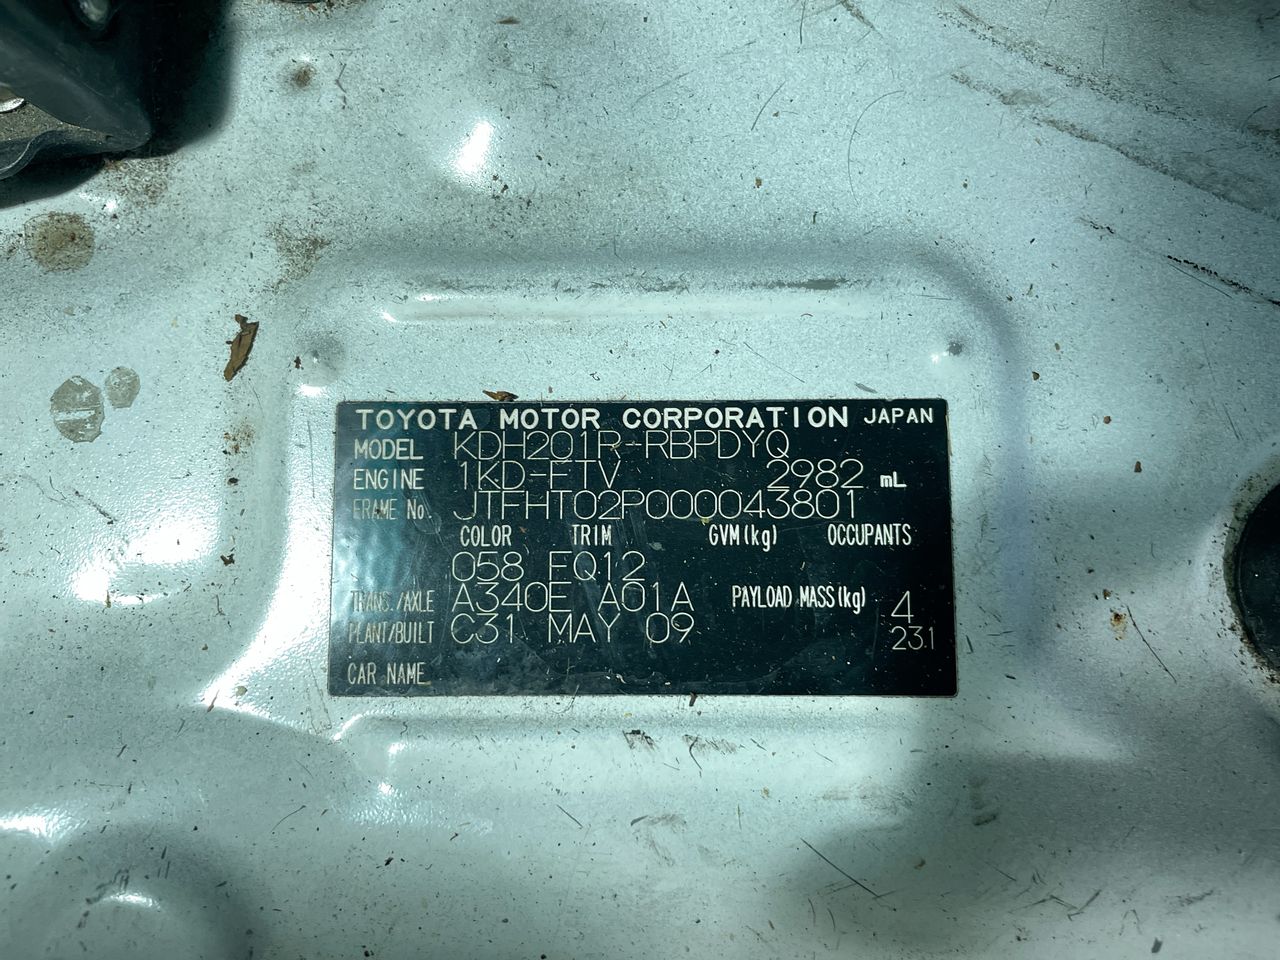 TOYOTA MOTOR CORPORATION JAPAN
MODEL KDH201R-RBPDYQ
ENGINE 1KD-FTV 2982 mL
FRAME No. JTFHT02P000043801
COLOR TRIM GVM(kg) OCCUPANTS
058 FQ12
TRANS./AXLE A340E A01A PAYLOAD MASS(kg) 4
PLANT/BUILT C31 MAY 09 231
CAR NAME